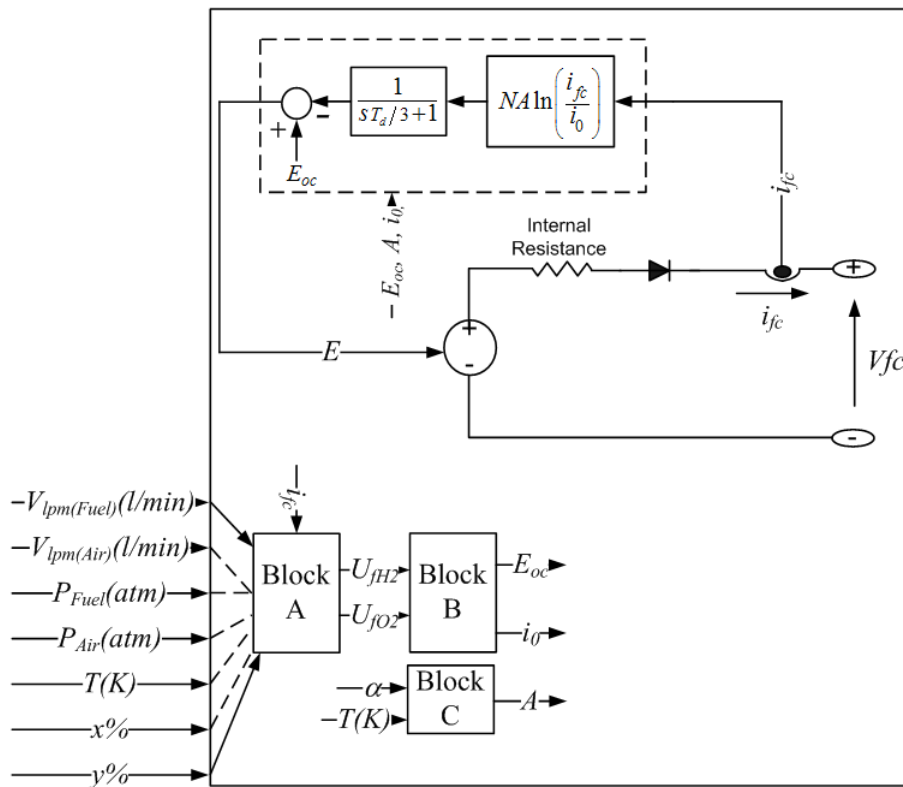 1
sT_d/3+1
NA ln(i_fc/i_0)
−
+
E_oc
− E_oc, A, i_0,
i_fc
Internal
Resistance
+
i_fc
E
+
-
Vfc
-
i_fc
−V_lpm(Fuel)(l/min)
−V_lpm(Air)(l/min)
P_Fuel(atm)
P_Air(atm)
T(K)
x%
y%
Block
A
U_fH2
U_fO2
Block
B
E_oc
i_0
α
−T(K)
Block
C
A